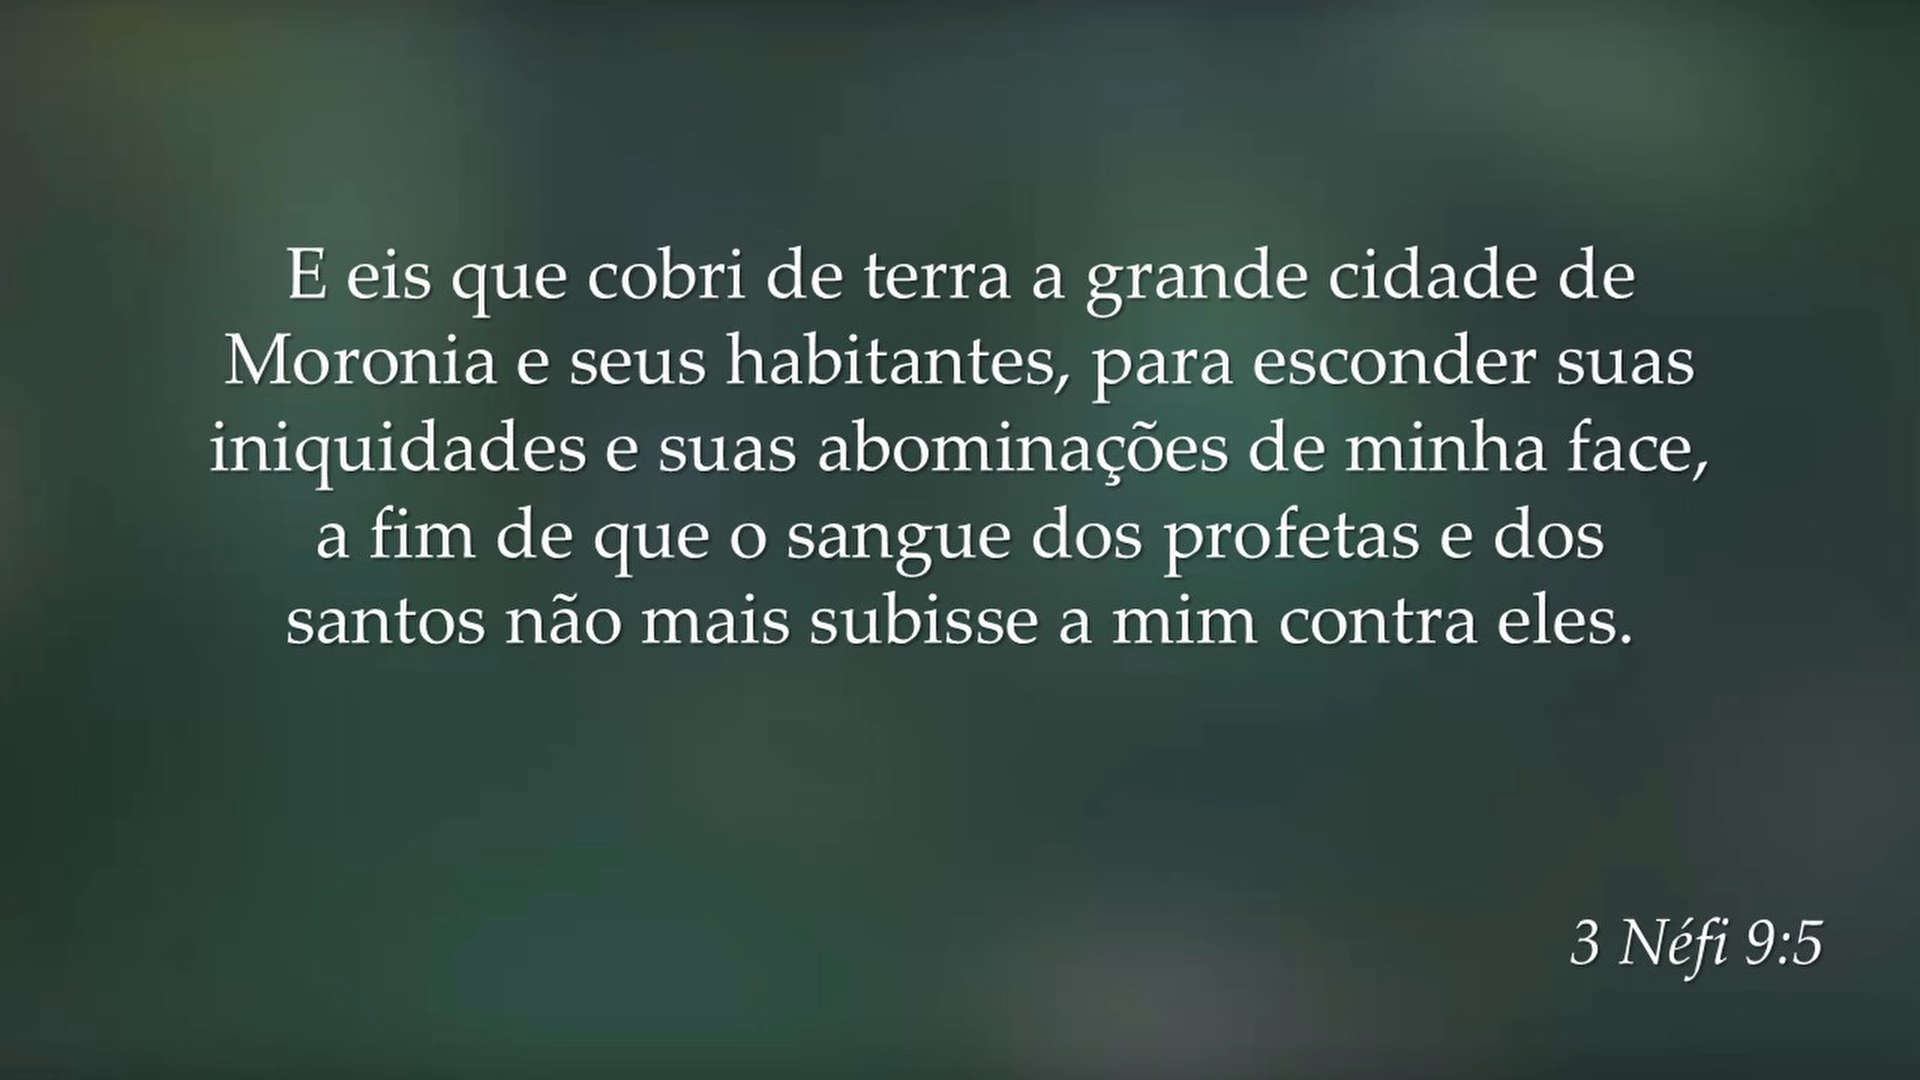 E eis que cobri de terra a grande cidade de
Moronia e seus habitantes, para esconder suas
iniquidades e suas abominações de minha face,
a fim de que o sangue dos profetas e dos
santos não mais subisse a mim contra eles.
3 Néfi 9:5